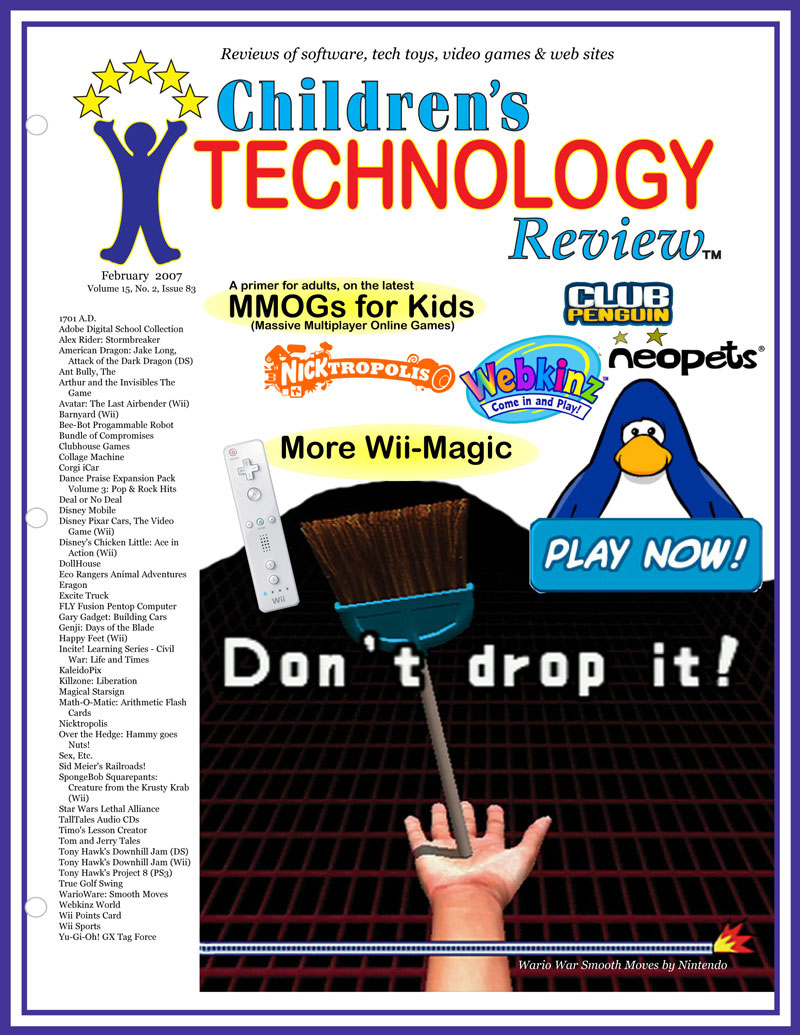 Reviews of software, tech toys, video games & web sites
Children's
TECHNOLOGY
Review™
February 2007
Volume 15, No. 2, Issue 83
1701 A.D.
Adobe Digital School Collection
Alex Rider: Stormbreaker
American Dragon: Jake Long,
Attack of the Dark Dragon (DS)
Ant Bully, The
Arthur and the Invisibles The
Game
Avatar: The Last Airbender (Wii)
Barnyard (Wii)
Bee-Bot Progammable Robot
Bundle of Compromises
Clubhouse Games
Collage Machine
Corgi iCar
Dance Praise Expansion Pack
Volume 3: Pop & Rock Hits
Deal or No Deal
Disney Mobile
Disney Pixar Cars, The Video
Game (Wii)
Disney's Chicken Little: Ace in
Action (Wii)
DollHouse
Eco Rangers Animal Adventures
Eragon
Excite Truck
FLY Fusion Pentop Computer
Gary Gadget: Building Cars
Genji: Days of the Blade
Happy Feet (Wii)
Incite! Learning Series - Civil
War: Life and Times
KaleidoPix
Killzone: Liberation
Magical Starsign
Math-O-Matic: Arithmetic Flash
Cards
Nicktropolis
Over the Hedge: Hammy goes
Nuts!
Sex, Etc.
Sid Meier's Railroads!
SpongeBob Squarepants:
Creature from the Krusty Krab
(Wii)
Star Wars Lethal Alliance
TallTales Audio CDs
Timo's Lesson Creator
Tom and Jerry Tales
Tony Hawk's Downhill Jam (DS)
Tony Hawk's Downhill Jam (Wii)
Tony Hawk's Project 8 (PS3)
True Golf Swing
WarioWare: Smooth Moves
Webkinz World
Wii Points Card
Wii Sports
Yu-Gi-Oh! GX Tag Force
A primer for adults, on the latest
MMOGs for Kids
(Massive Multiplayer Online Games)
CLUB
PENGUIN
NICKTROPOLIS
Webkinz™
Come in and Play!
neopets®
More Wii-Magic
Wii
PLAY NOW!
Don't drop it!
Wario War Smooth Moves by Nintendo